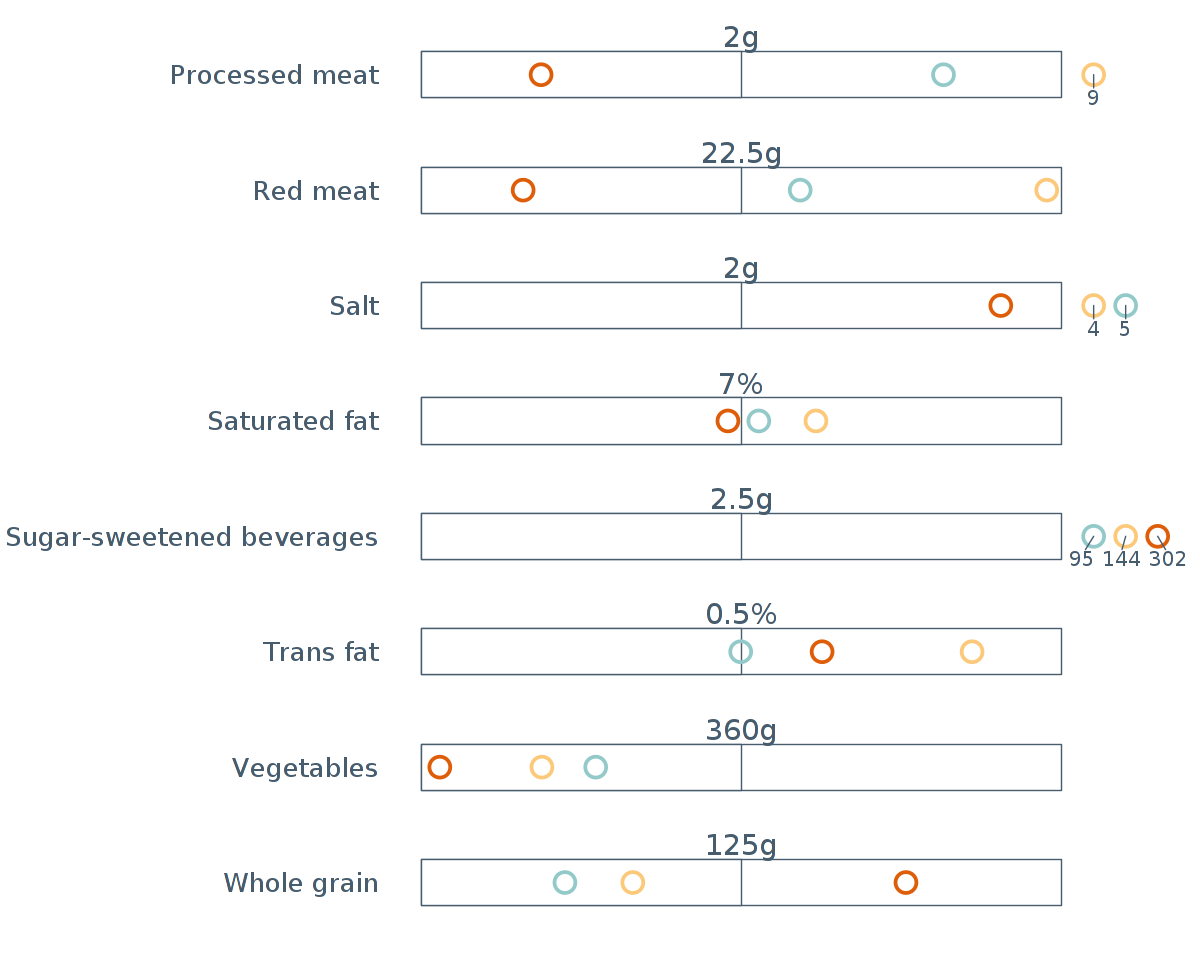 2g
Processed meat
9
22.5g
Red meat
2g
Salt
4 5
7%
Saturated fat
2.5g
Sugar-sweetened beverages
95 144 302
0.5%
Trans fat
360g
Vegetables
125g
Whole grain